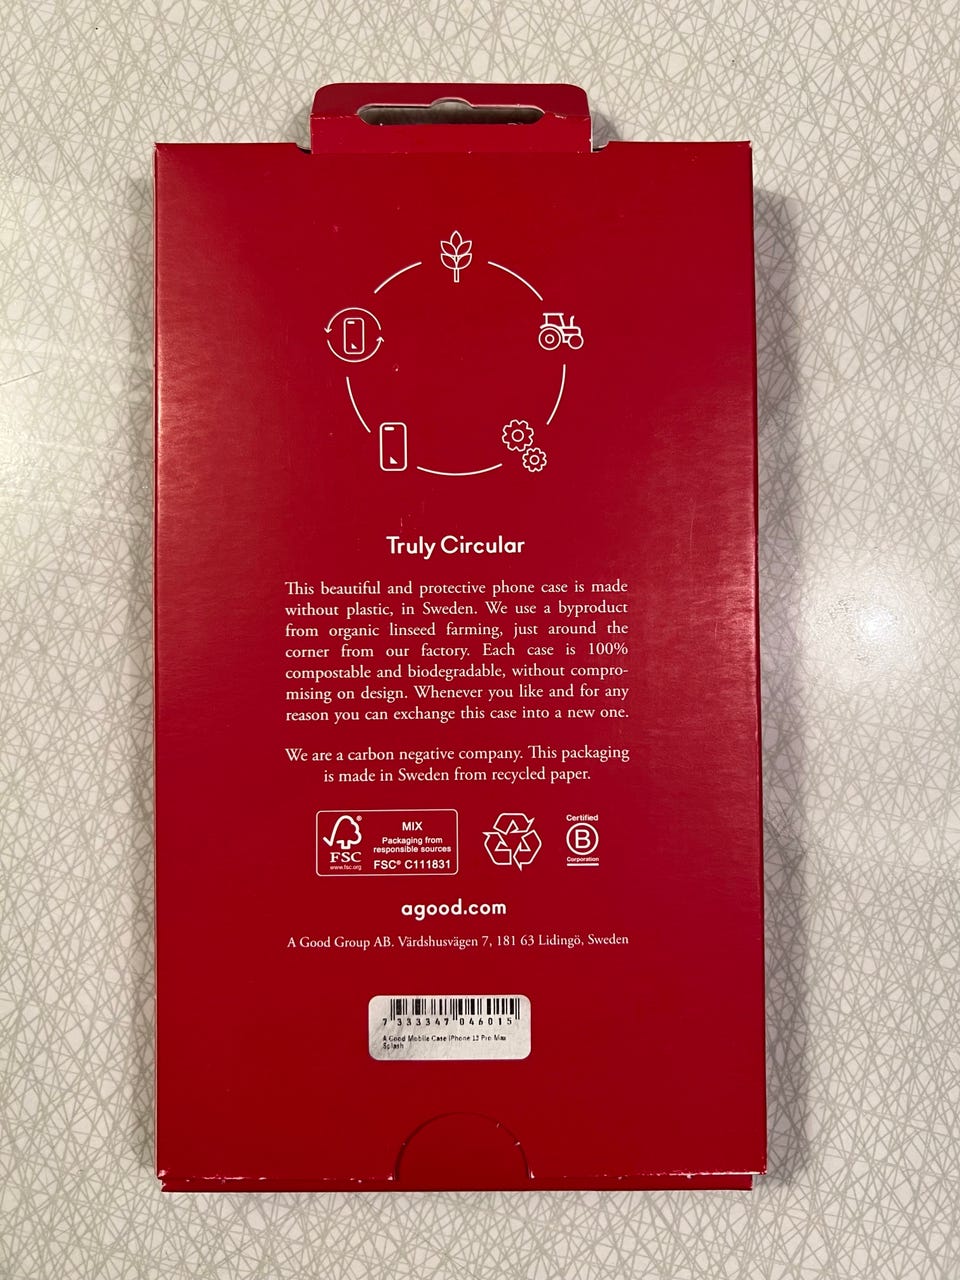 Truly Circular
This beautiful and protective phone case is made
without plastic, in Sweden. We use a byproduct
from organic linseed farming, just around the
corner from our factory. Each case is 100%
compostable and biodegradable, without compro-
mising on design. Whenever you like and for any
reason you can exchange this case into a new one.
We are a carbon negative company. This packaging
is made in Sweden from recycled paper.
FSC
www.fsc.org
MIX
Packaging from
responsible sources
FSC® C111831
Certified
B
Corporation
agood.com
A Good Group AB. Värdshusvägen 7, 181 63 Lidingö, Sweden
7 333347 046015
A Good Mobile Case iPhone 13 Pro Max
Splash